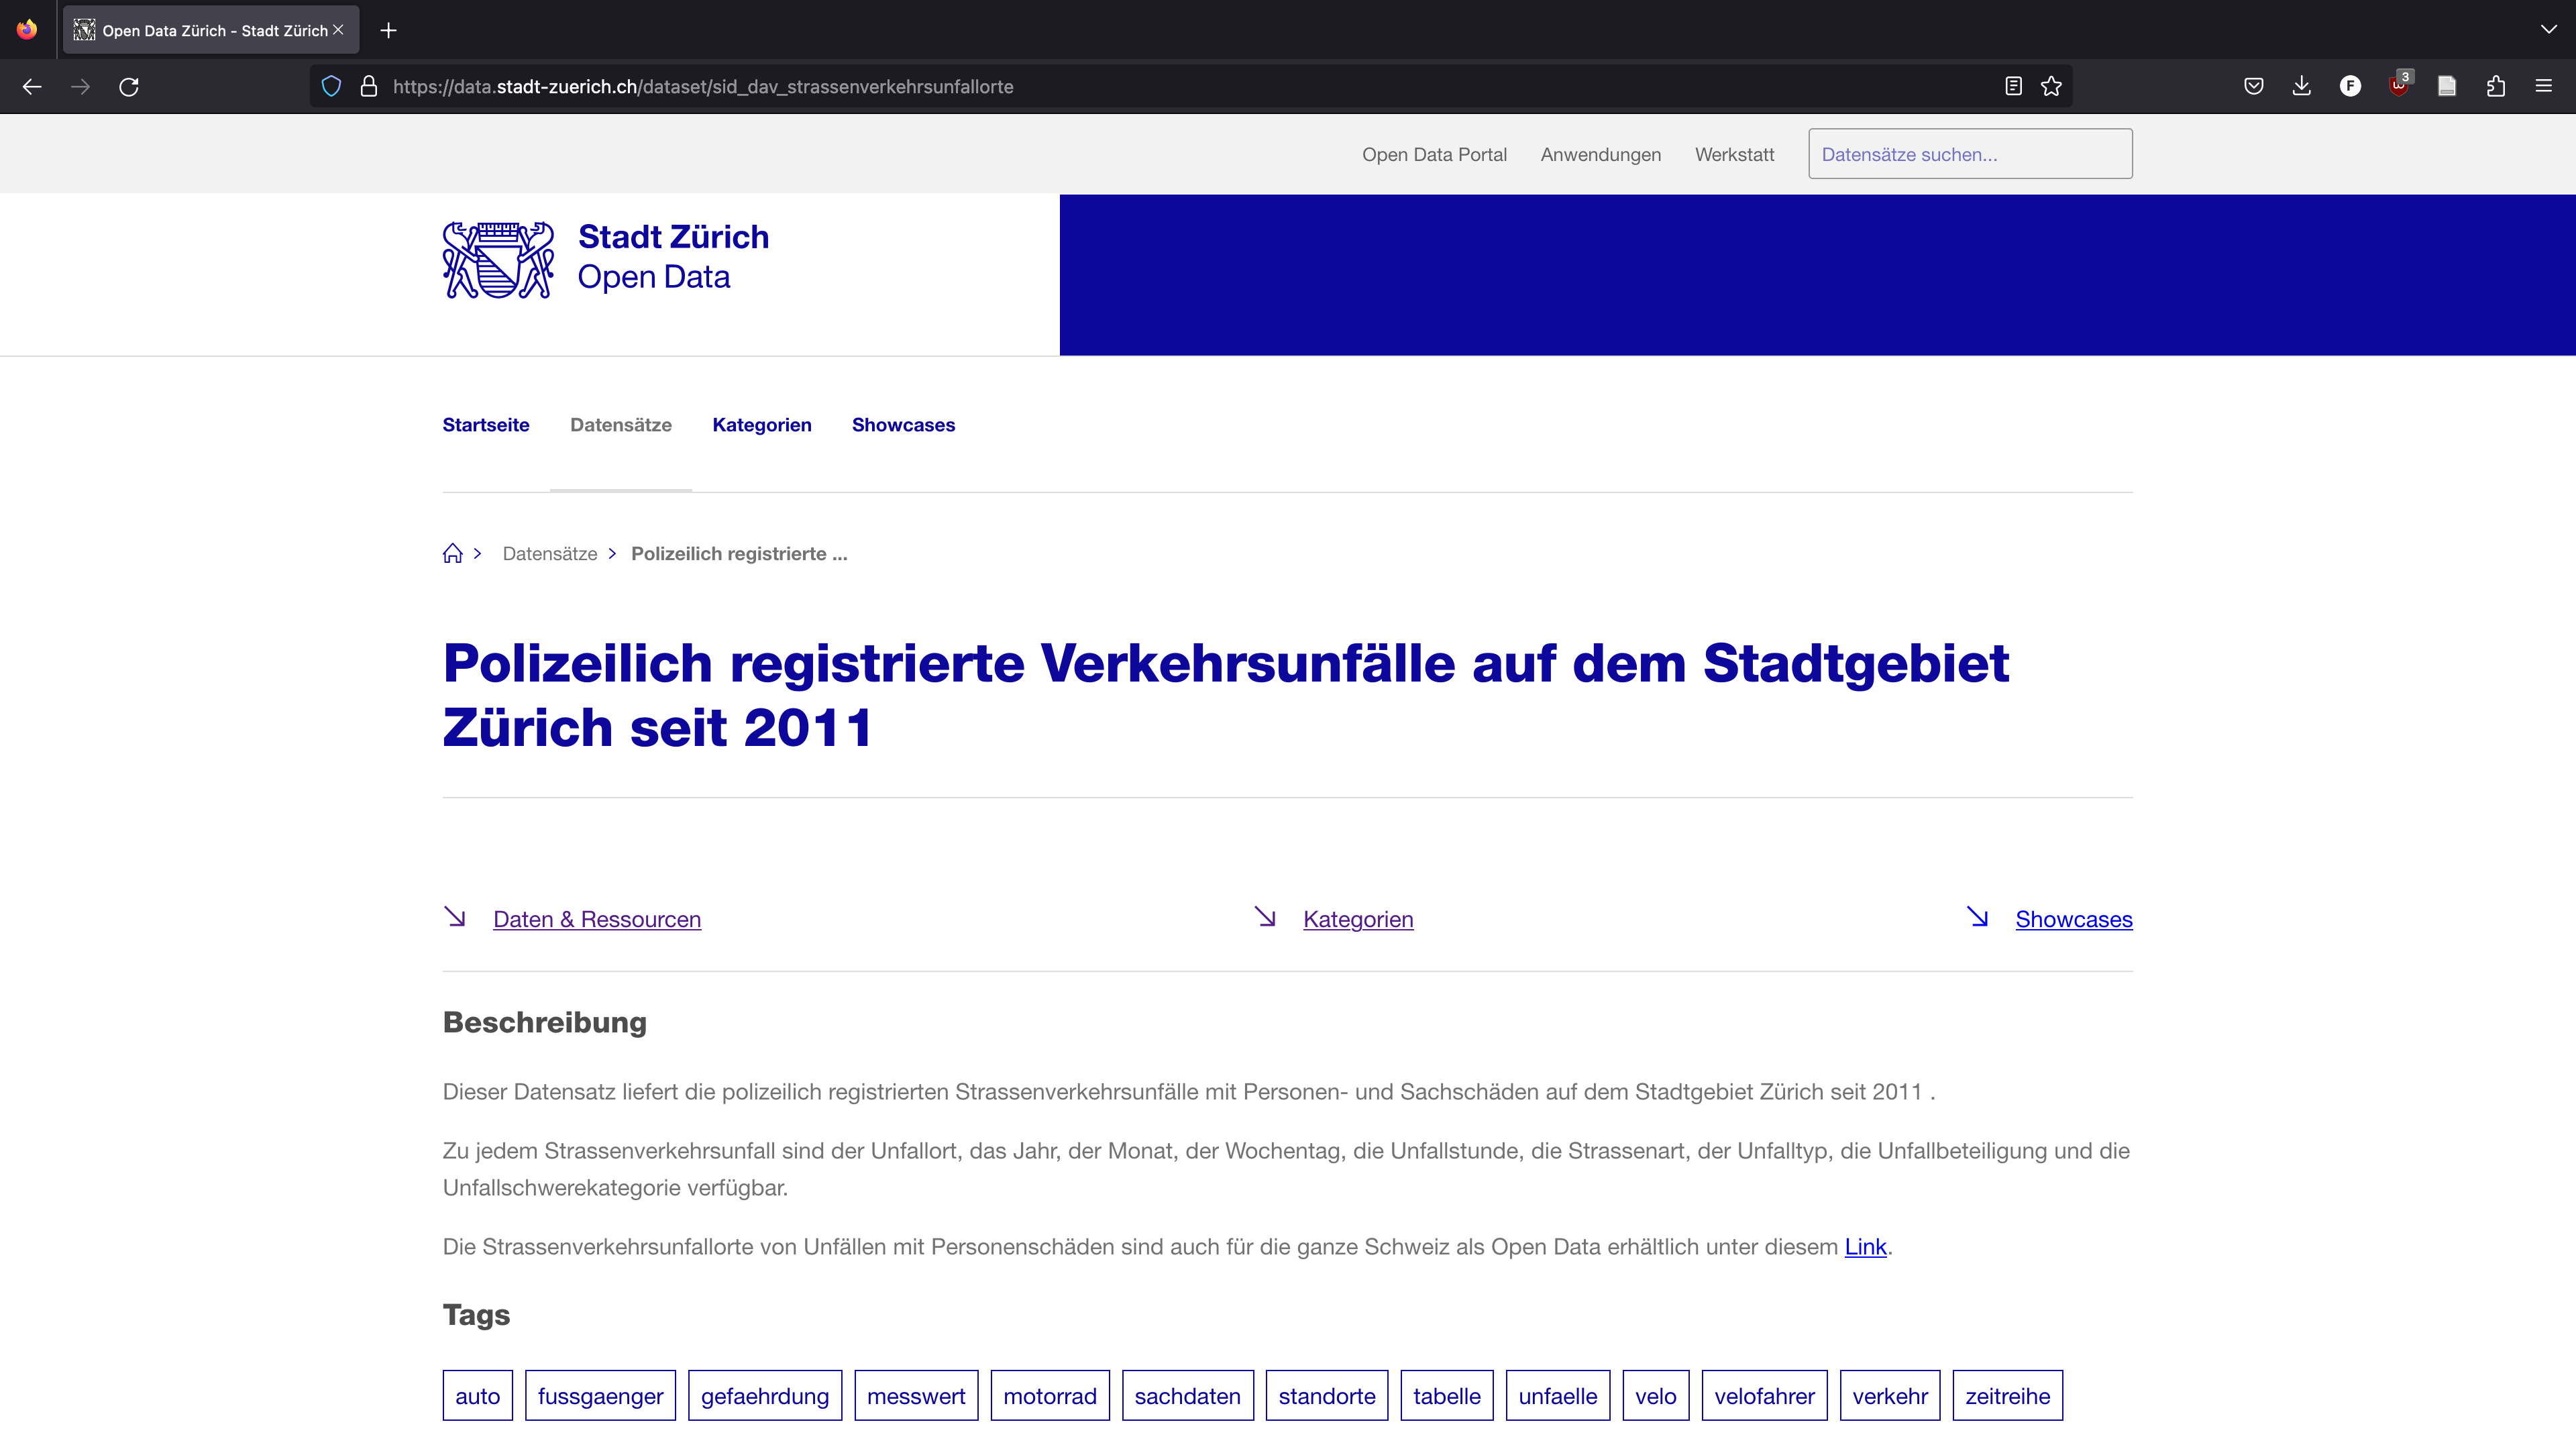 Open Data Zürich - Stadt Zürich
https://data.stadt-zuerich.ch/dataset/sid_dav_strassenverkehrsunfallorte
F
3
Open Data Portal Anwendungen Werkstatt Datensätze suchen...
Stadt Zürich
Open Data
Startseite Datensätze Kategorien Showcases
Datensätze > Polizeilich registrierte ...
Polizeilich registrierte Verkehrsunfälle auf dem Stadtgebiet
Zürich seit 2011
Daten & Ressourcen Kategorien Showcases
Beschreibung
Dieser Datensatz liefert die polizeilich registrierten Strassenverkehrsunfälle mit Personen- und Sachschäden auf dem Stadtgebiet Zürich seit 2011 .
Zu jedem Strassenverkehrsunfall sind der Unfallort, das Jahr, der Monat, der Wochentag, die Unfallstunde, die Strassenart, der Unfalltyp, die Unfallbeteiligung und die
Unfallschwerekategorie verfügbar.
Die Strassenverkehrsunfallorte von Unfällen mit Personenschäden sind auch für die ganze Schweiz als Open Data erhältlich unter diesem Link.
Tags
auto fussgaenger gefaehrdung messwert motorrad sachdaten standorte tabelle unfaelle velo velofahrer verkehr zeitreihe